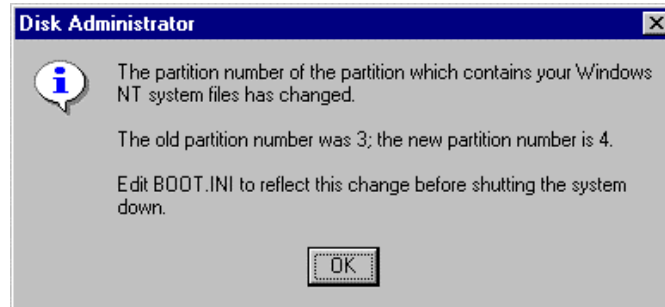 Disk Administrator
The partition number of the partition which contains your Windows
NT system files has changed.
The old partition number was 3; the new partition number is 4.
Edit BOOT.INI to reflect this change before shutting the system
down.
OK